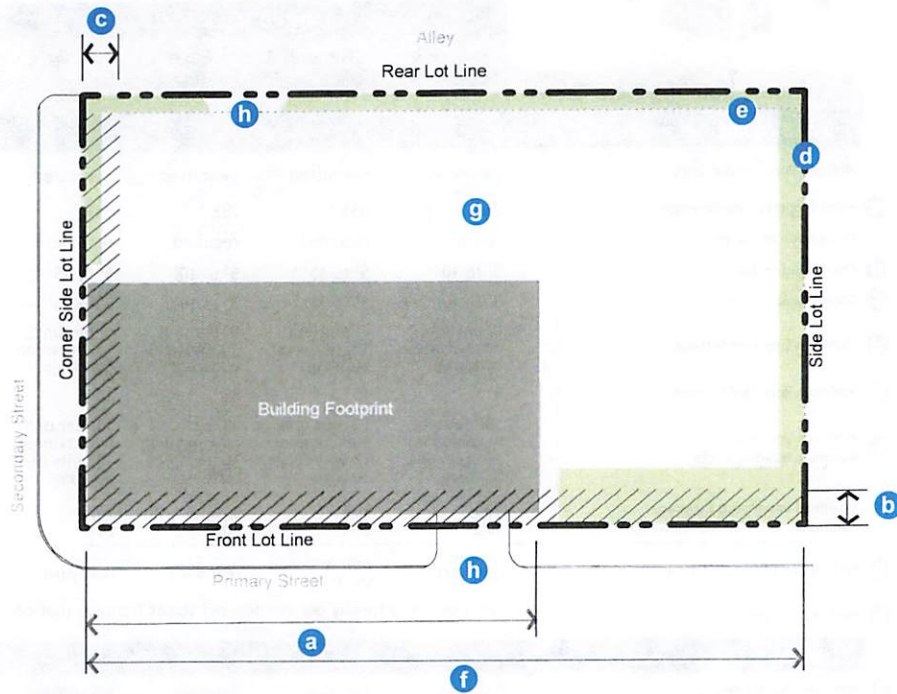 c
Alley
Rear Lot Line
h
e
d
g
Corner Side Lot Line
Side Lot Line
Secondary Street
Building Footprint
b
Front Lot Line
h
Primary Street
a
f